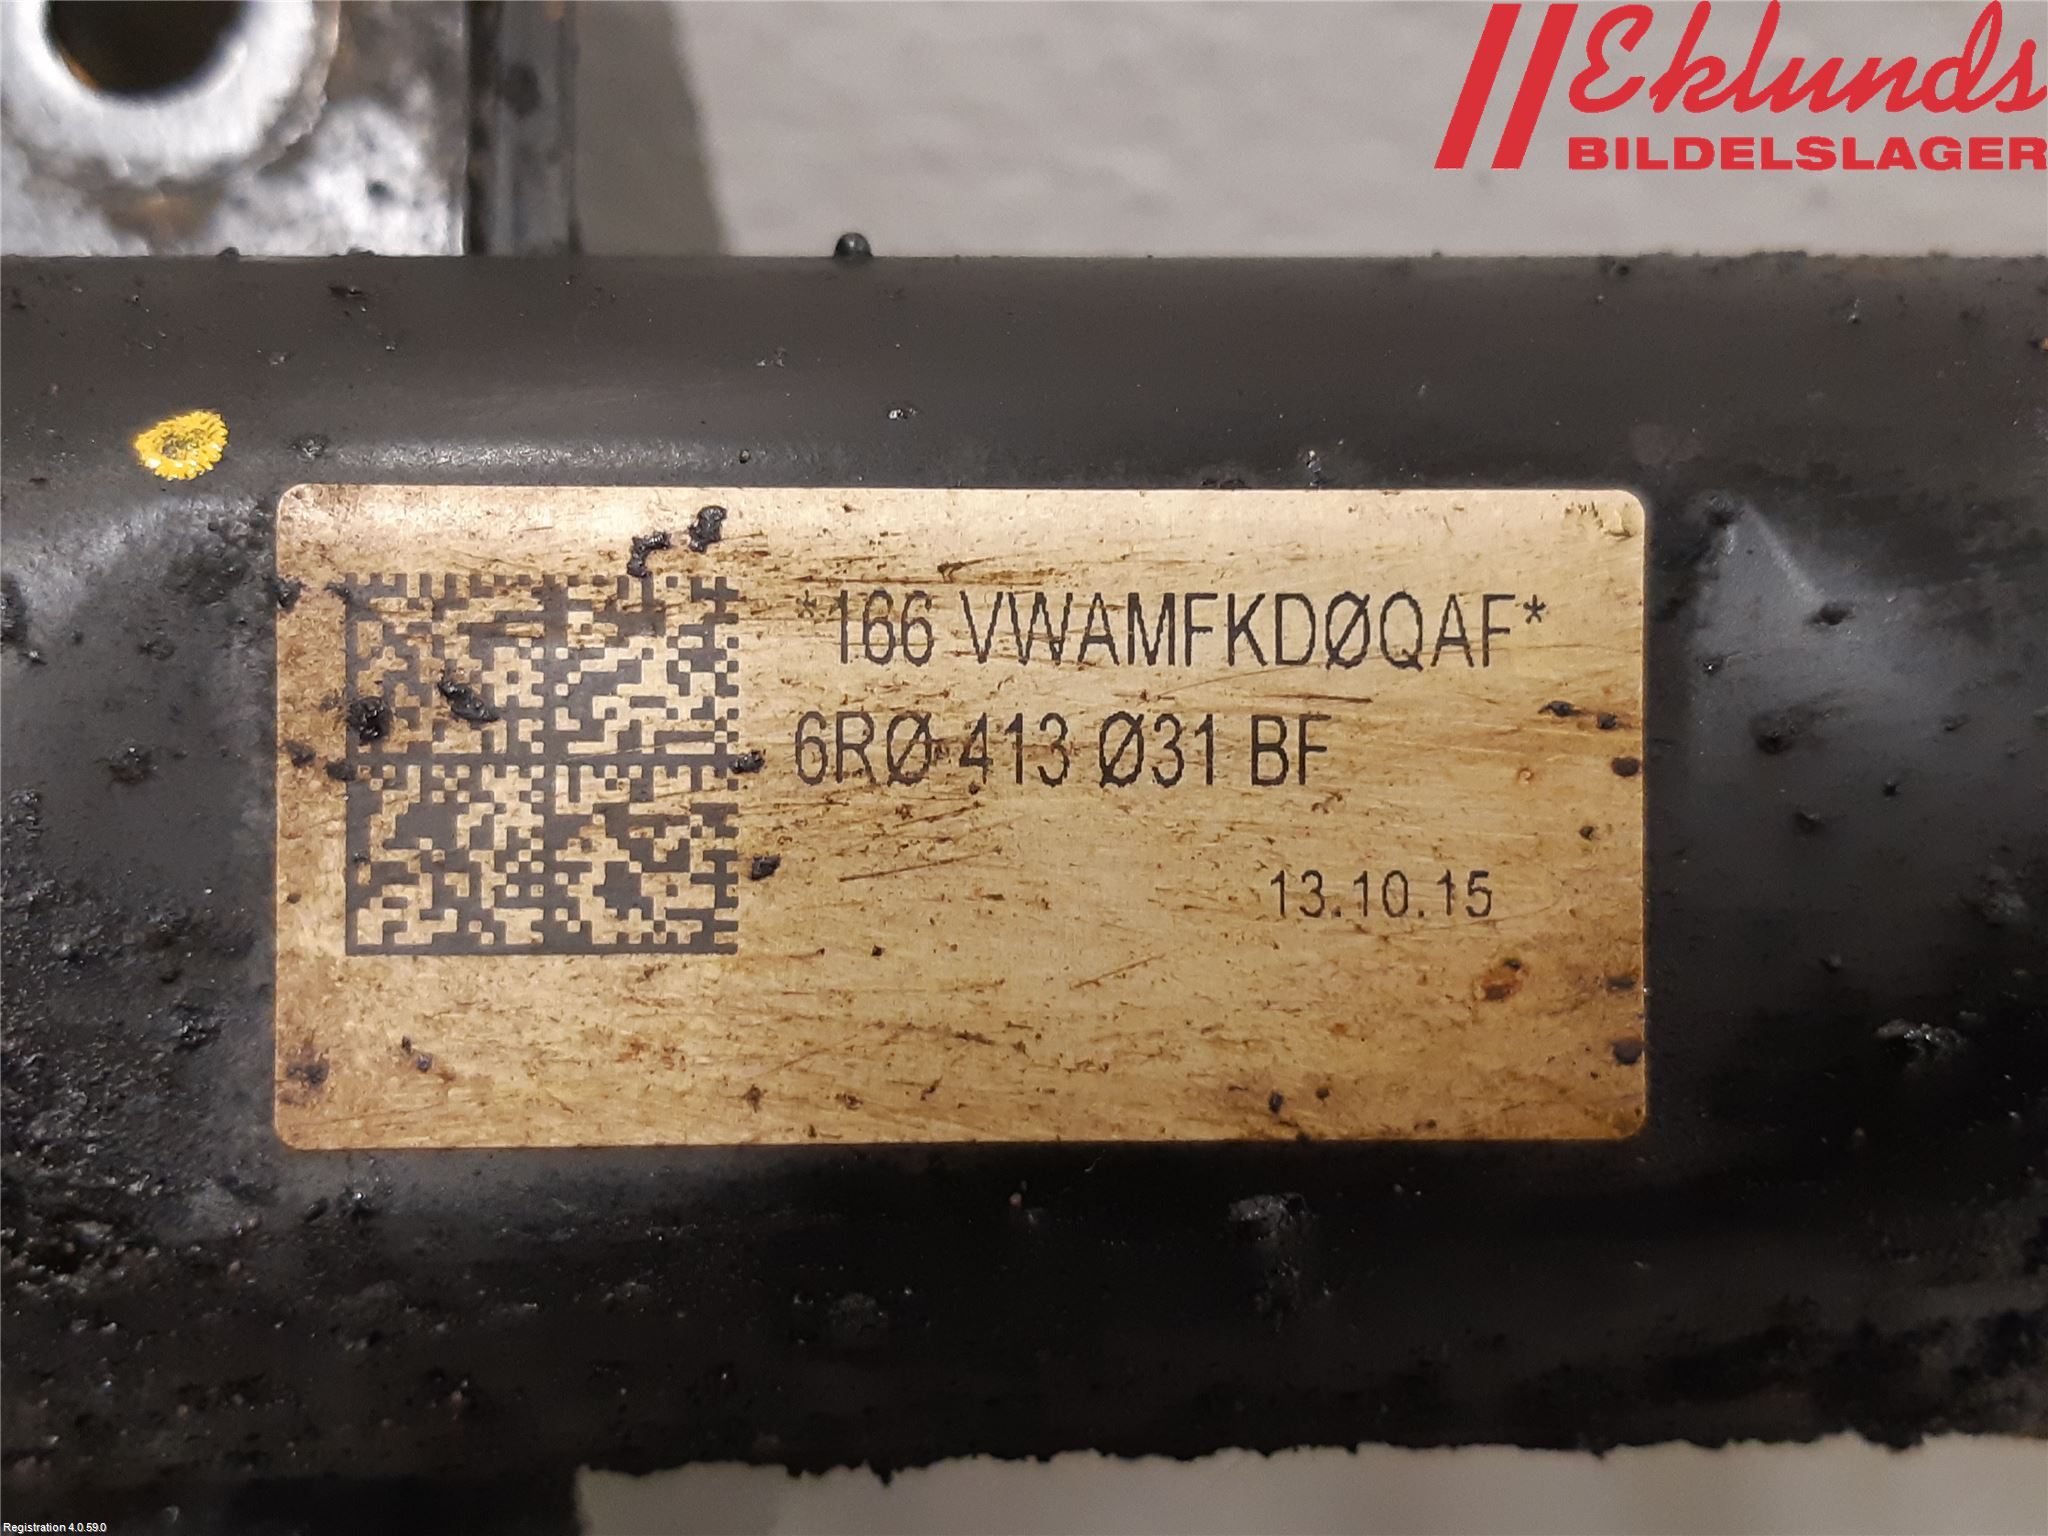 Eklunds
BILDELSLAGER
*166 VWAMFKDØQAF*
6RØ 413 Ø31 BF
13.10.15
Registration 4.0.59.0